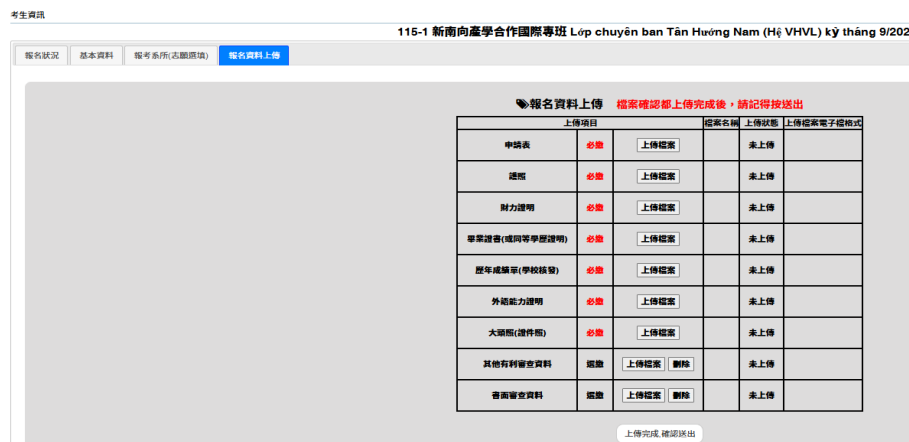 考生資訊
115-1 新南向產學合作國際專班 Lớp chuyên ban Tân Hướng Nam (Hệ VHVL) kỳ tháng 9/202
報名狀況 基本資料 報考系所(志願選填) 報名資料上傳
報名資料上傳 檔案確認都上傳完成後，請記得按送出
上傳項目 檔案名稱 上傳狀態 上傳檔案電子檔格式
申請表 必繳 上傳檔案 未上傳
護照 必繳 上傳檔案 未上傳
財力證明 必繳 上傳檔案 未上傳
畢業證書(或同等學歷證明) 必繳 上傳檔案 未上傳
歷年成績單(學校核發) 必繳 上傳檔案 未上傳
外語能力證明 必繳 上傳檔案 未上傳
大頭照(證件照) 必繳 上傳檔案 未上傳
其他有利審查資料 選繳 上傳檔案 刪除 未上傳
書面審查資料 選繳 上傳檔案 刪除 未上傳
上傳完成,確認送出